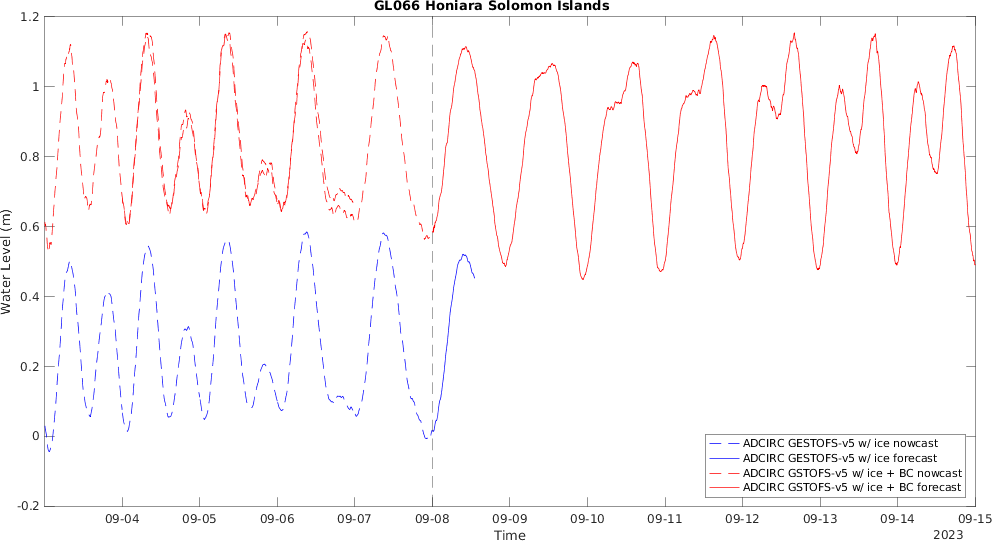 GL066 Honiara Solomon Islands
Water Level (m)
1.2
1
0.8
0.6
0.4
0.2
0
-0.2
ADCIRC GESTOFS-v5 w/ ice nowcast
ADCIRC GESTOFS-v5 w/ ice forecast
ADCIRC GSTOFS-v5 w/ ice + BC nowcast
ADCIRC GSTOFS-v5 w/ ice + BC forecast
09-04 09-05 09-06 09-07 09-08 09-09 09-10 09-11 09-12 09-13 09-14 09-15
Time
2023